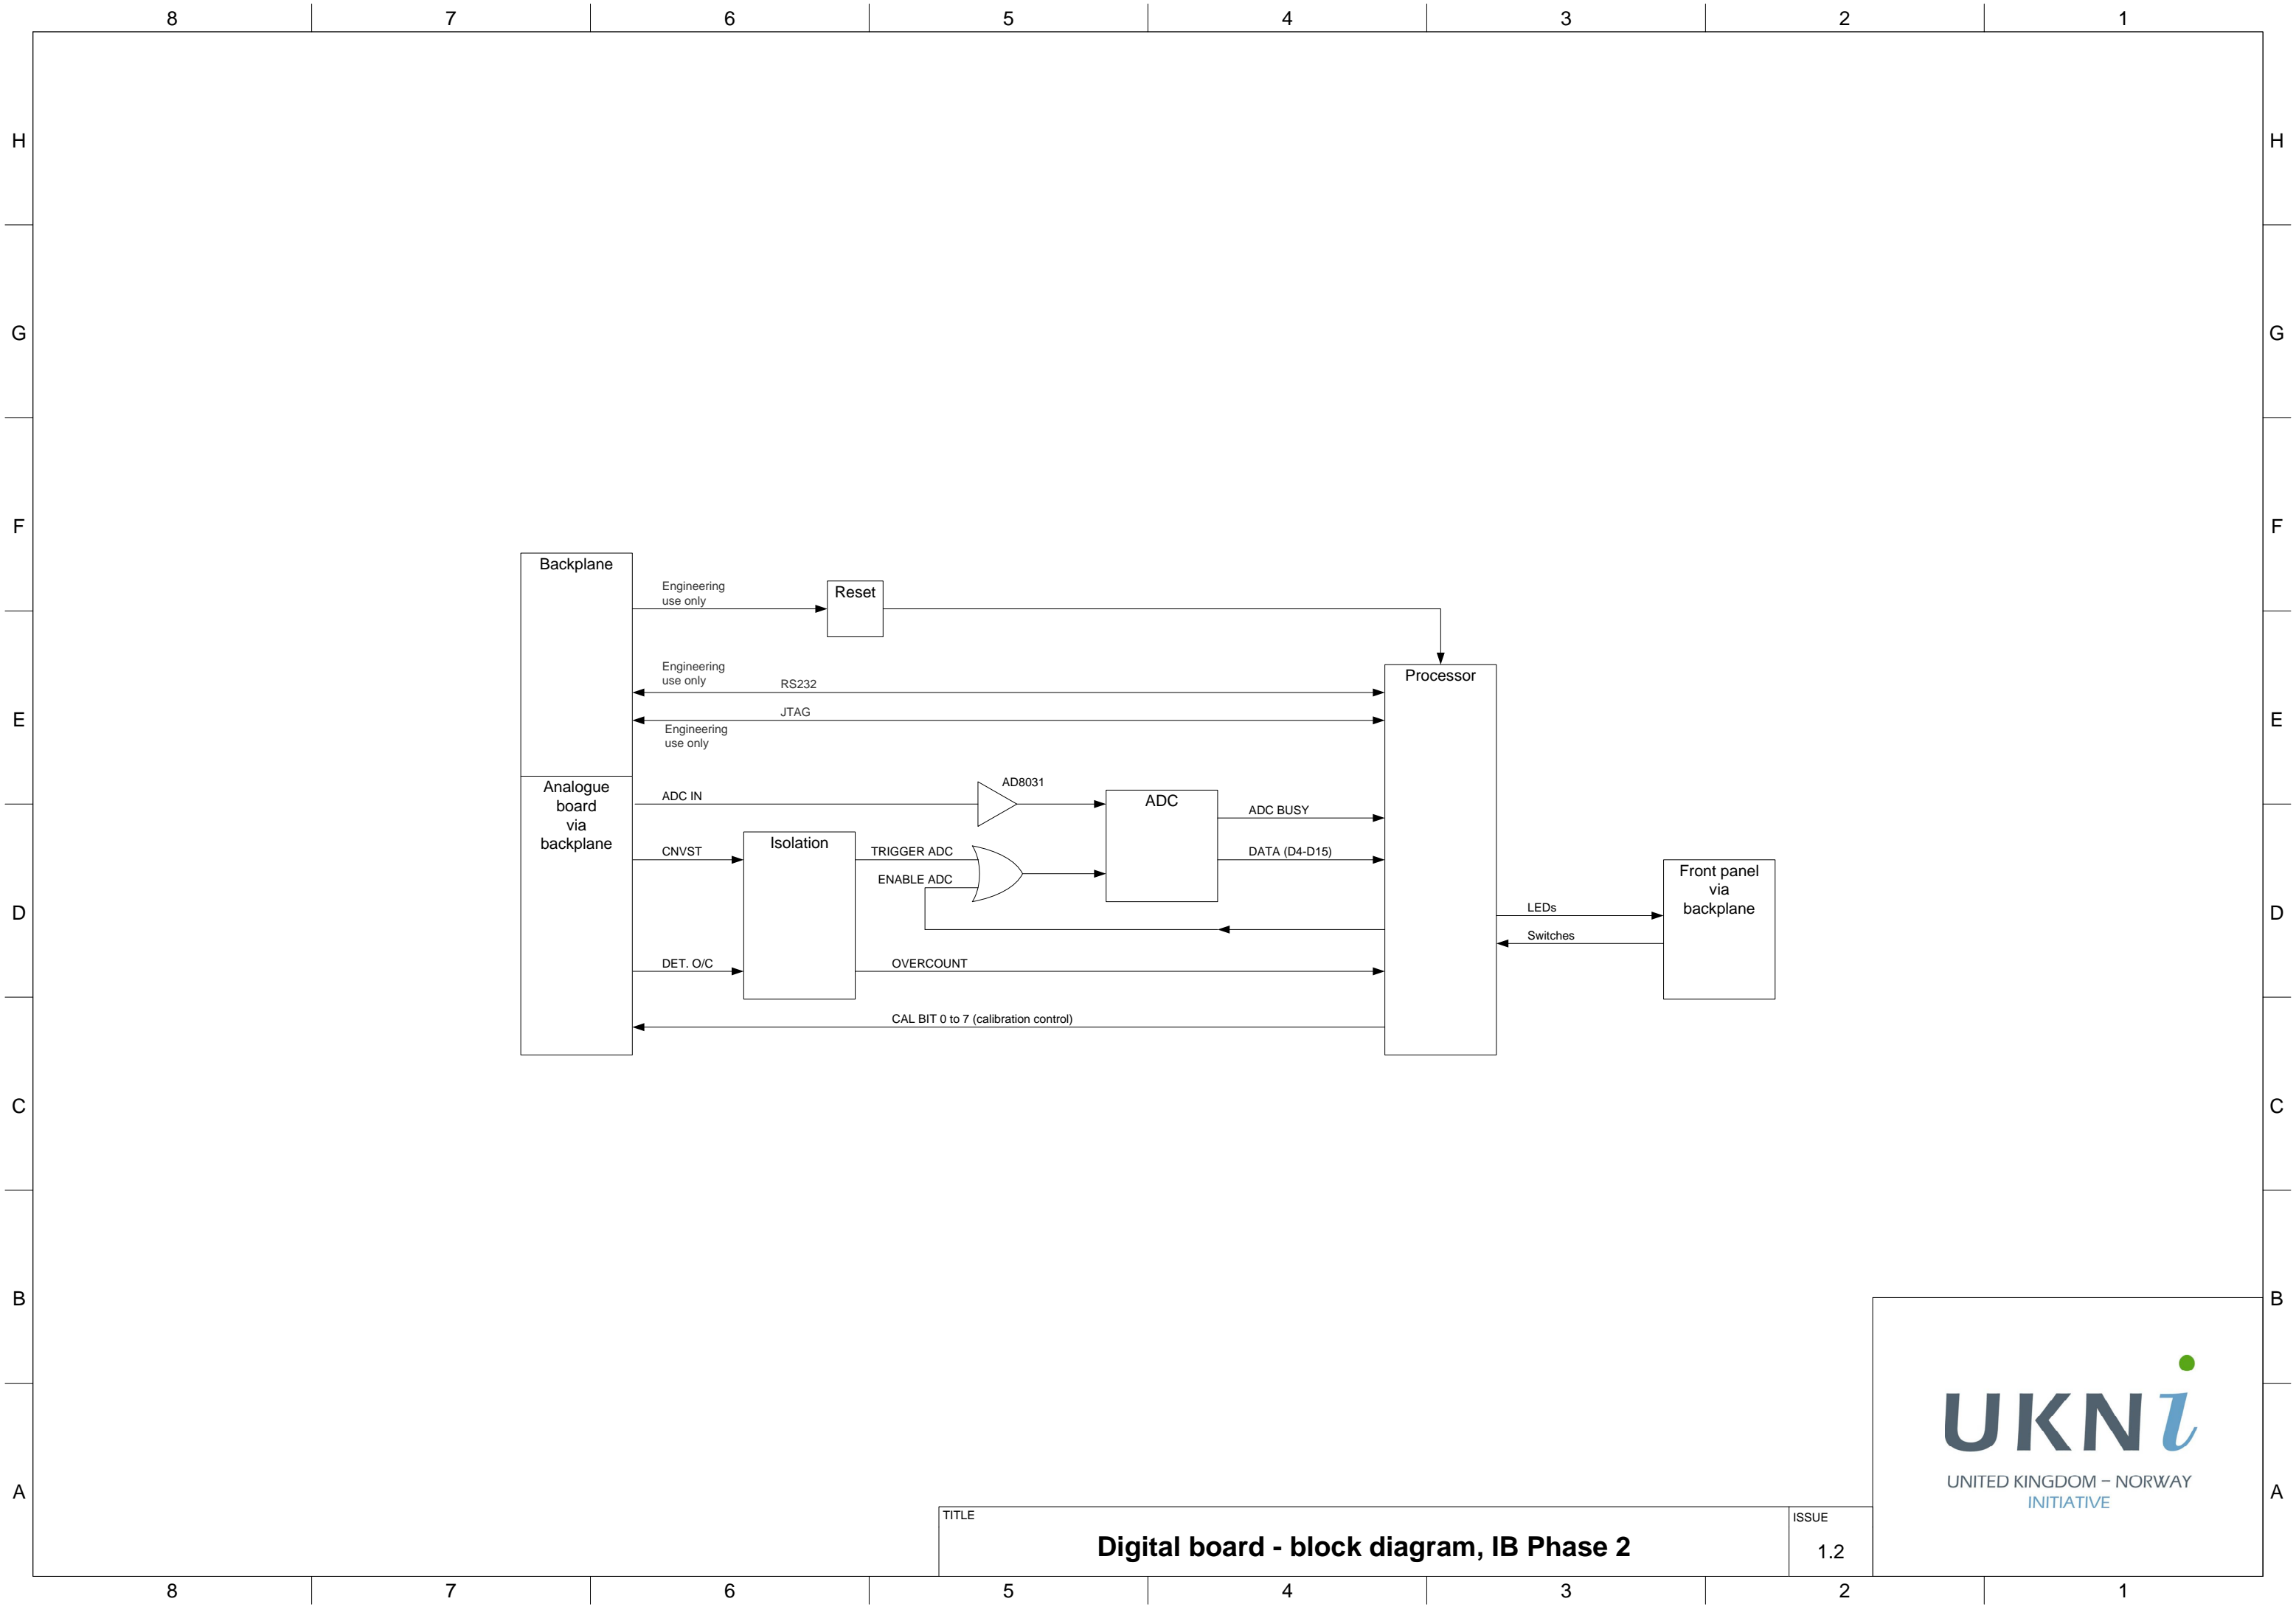 8 7 6 5 4 3 2 1
H H
G G
F F
Backplane
Engineering
use only
Reset
Engineering
use only
RS232
Processor
E E
JTAG
Engineering
use only
Analogue
board
via
backplane
ADC IN
AD8031
ADC
ADC BUSY
CNVST
Isolation
TRIGGER ADC
DATA (D4-D15)
ENABLE ADC
Front panel
via
backplane
D D
LEDs
Switches
DET. O/C
OVERCOUNT
CAL BIT 0 to 7 (calibration control)
C C
B B
UKNi
UNITED KINGDOM – NORWAY
INITIATIVE
A A
TITLE
Digital board - block diagram, IB Phase 2
ISSUE
1.2
8 7 6 5 4 3 2 1